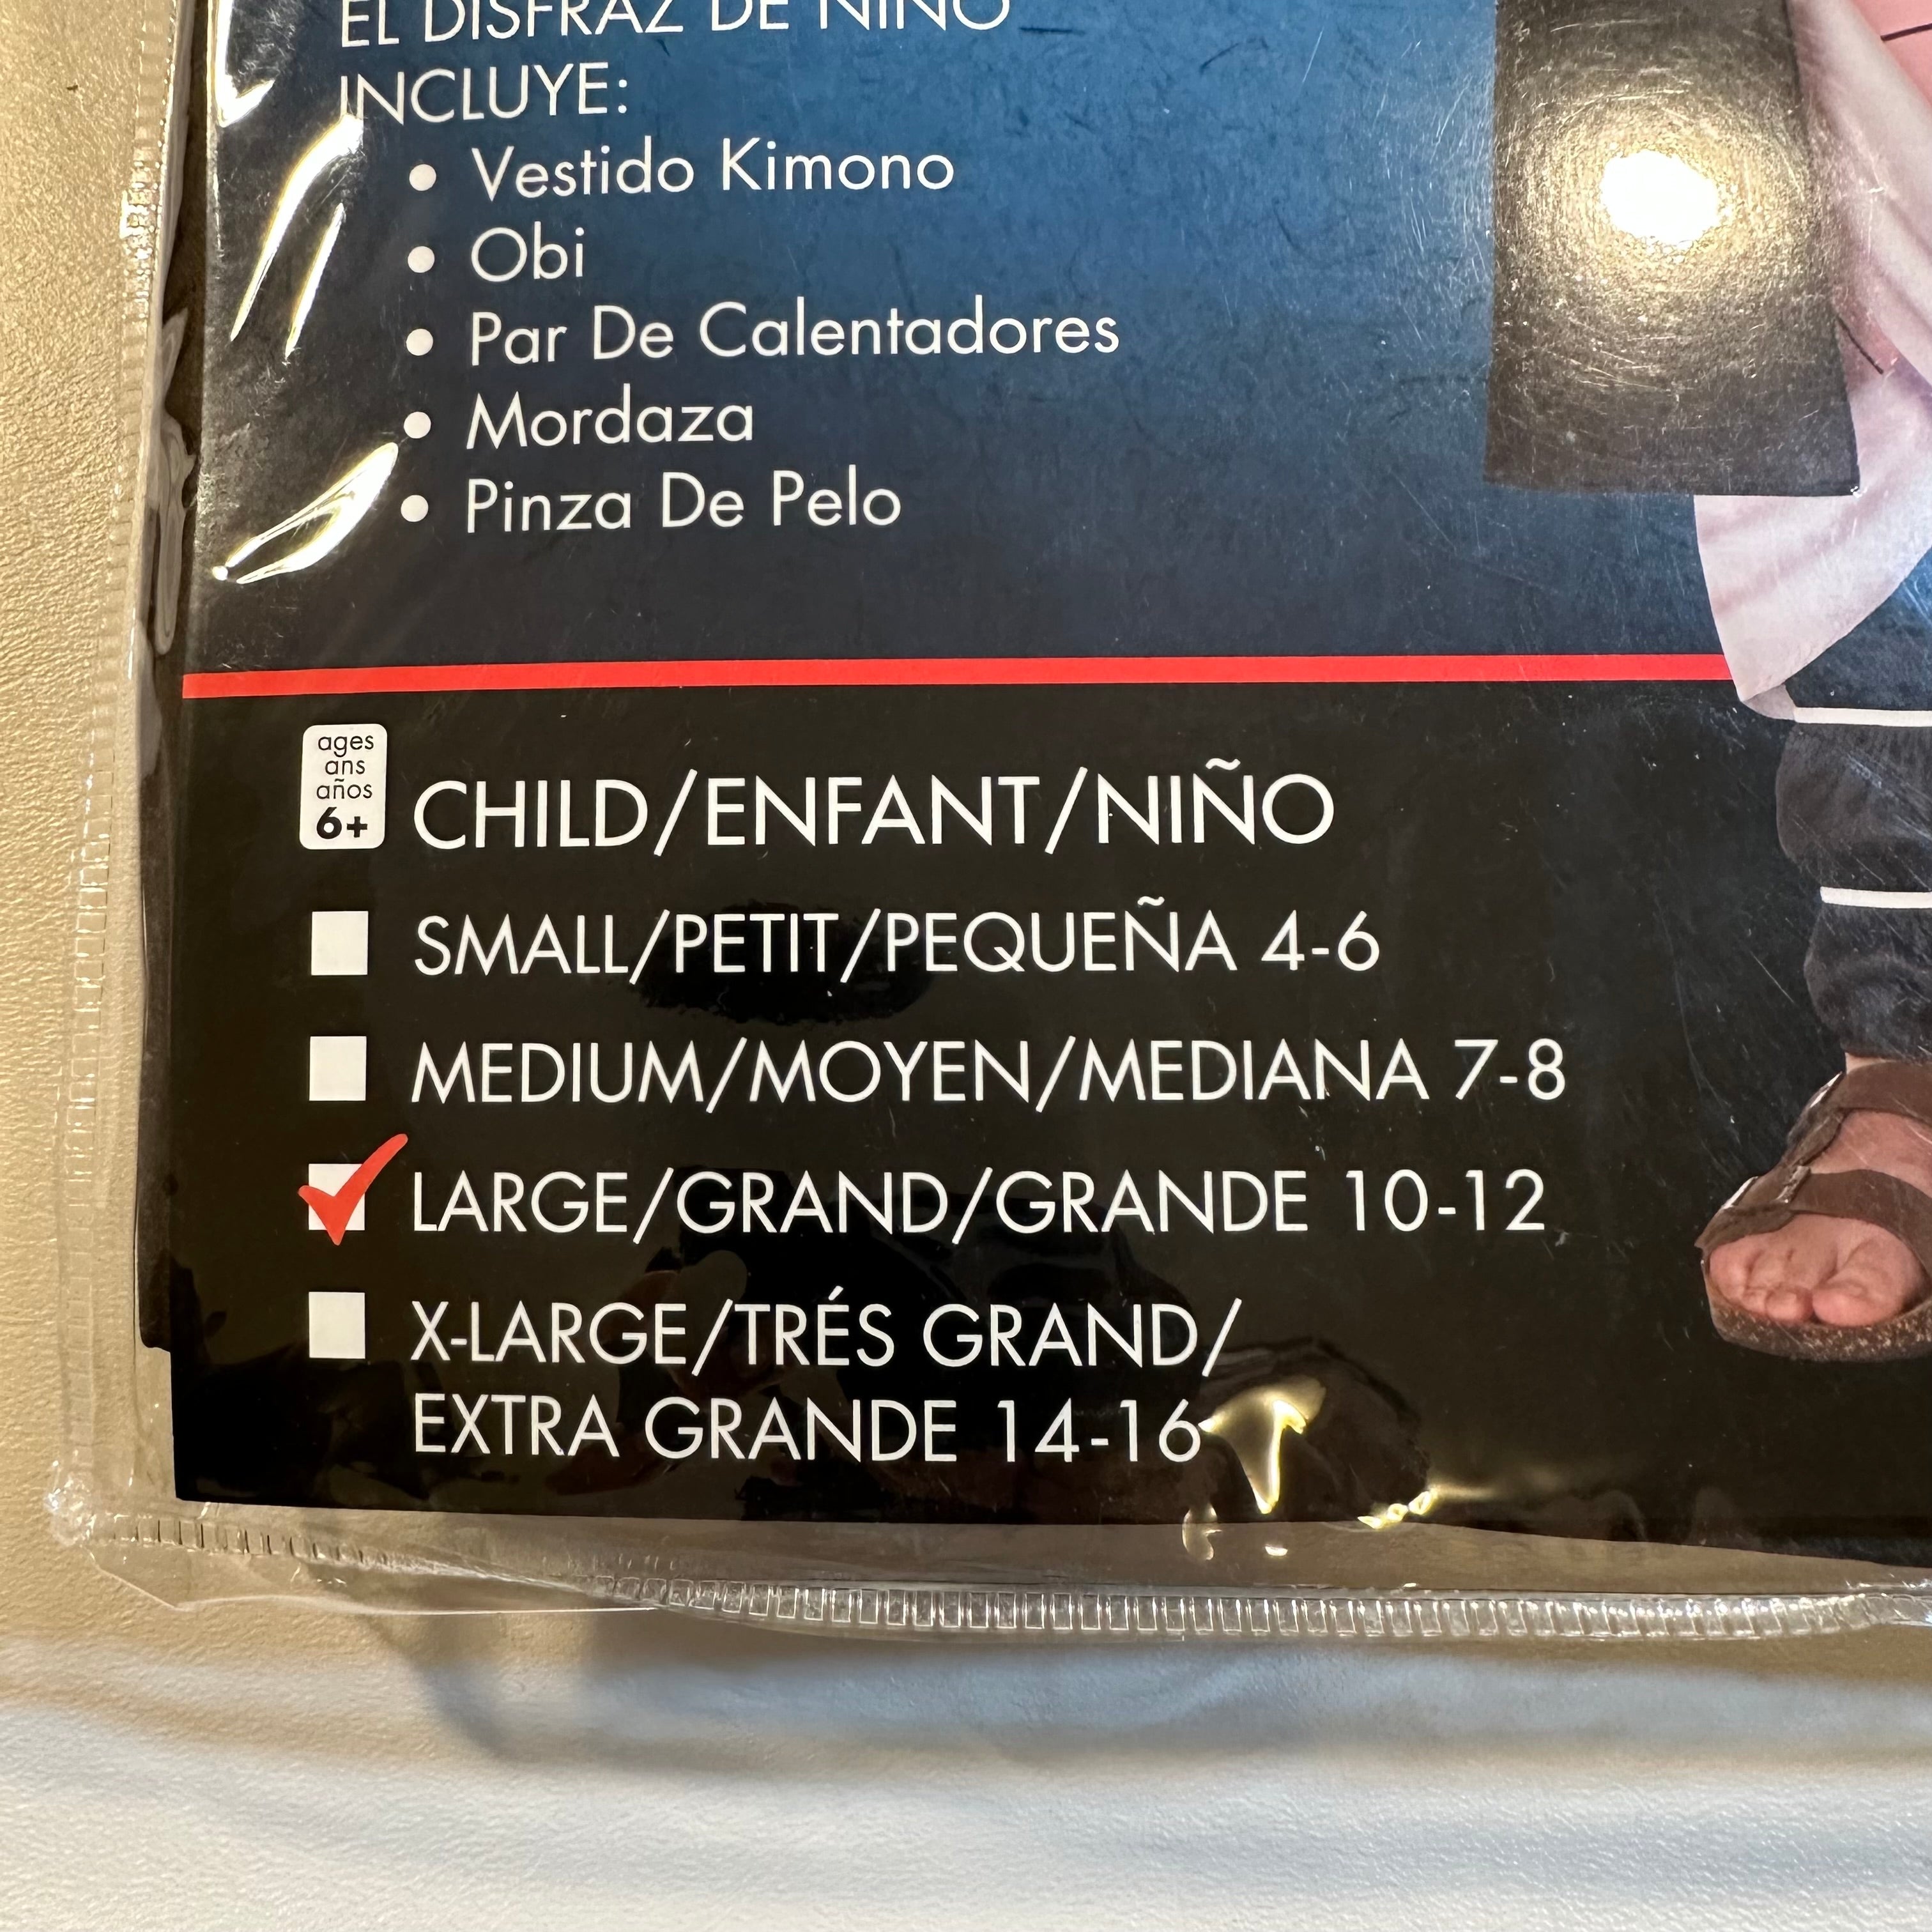 EL DISFRAZ DE NIÑO
INCLUYE:
• Vestido Kimono
• Obi
• Par De Calentadores
• Mordaza
• Pinza De Pelo
ages
ans
años
6+
CHILD/ENFANT/NIÑO
SMALL/PETIT/PEQUEÑA 4-6
MEDIUM/MOYEN/MEDIANA 7-8
LARGE/GRAND/GRANDE 10-12
X-LARGE/TRÉS GRAND/
EXTRA GRANDE 14-16